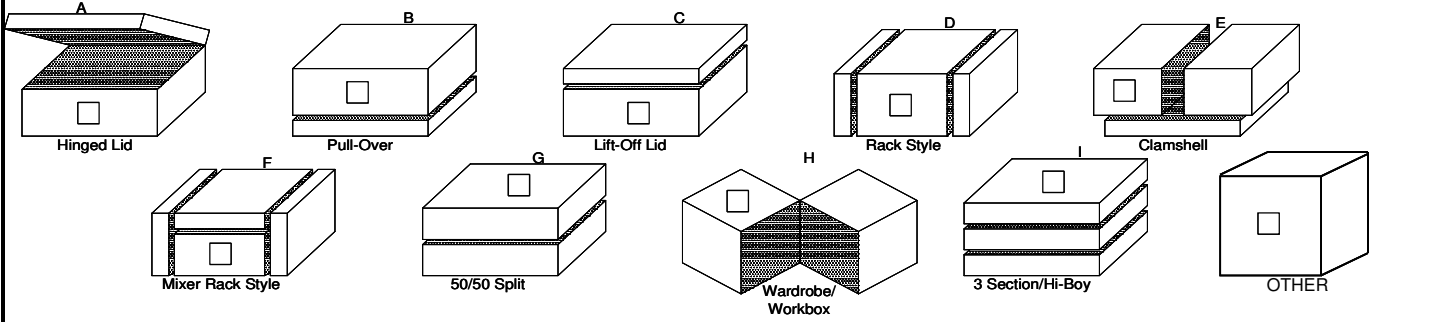 A
B
C
D
E
Hinged Lid
Pull-Over
Lift-Off Lid
Rack Style
Clamshell
F
G
H
I
Mixer Rack Style
50/50 Split
Wardrobe/
Workbox
3 Section/Hi-Boy
OTHER